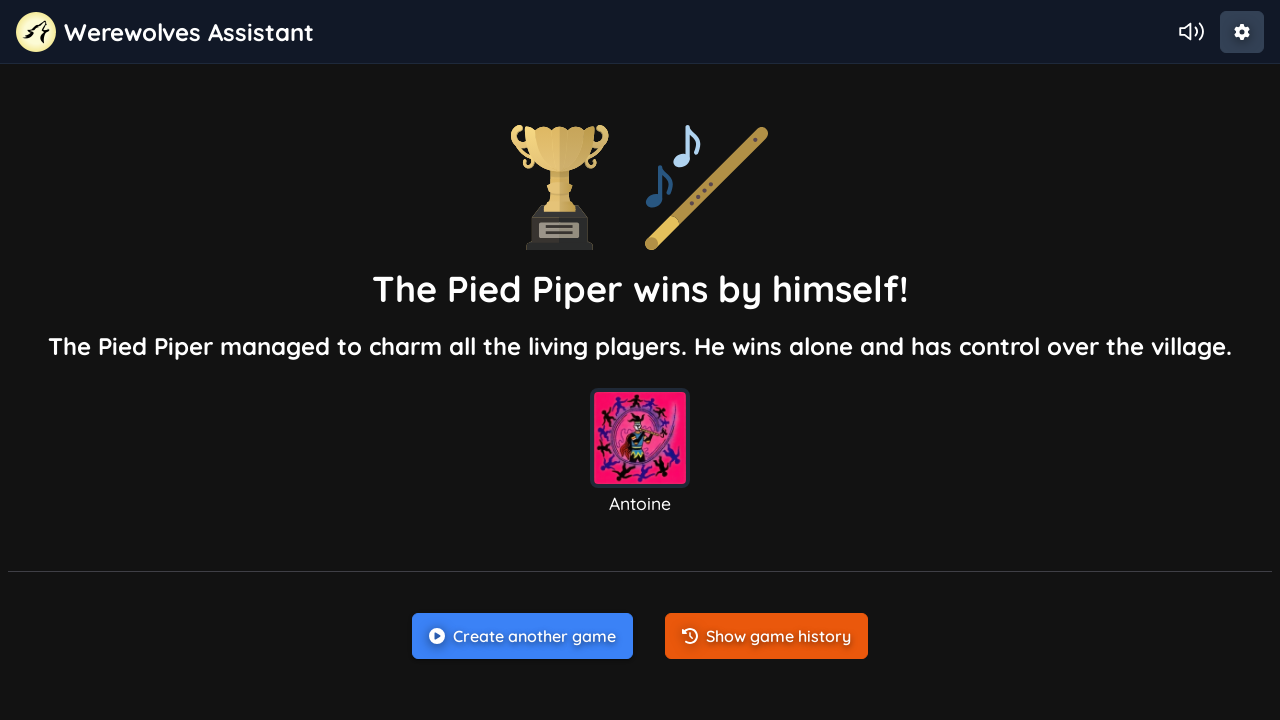 Werewolves Assistant
The Pied Piper wins by himself!
The Pied Piper managed to charm all the living players. He wins alone and has control over the village.
Antoine
Create another game
Show game history